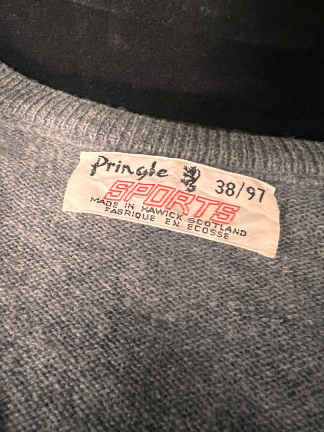 Pringle 38/97
SPORTS
MADE IN HAWICK SCOTLAND
FABRIQUE EN ECOSSE